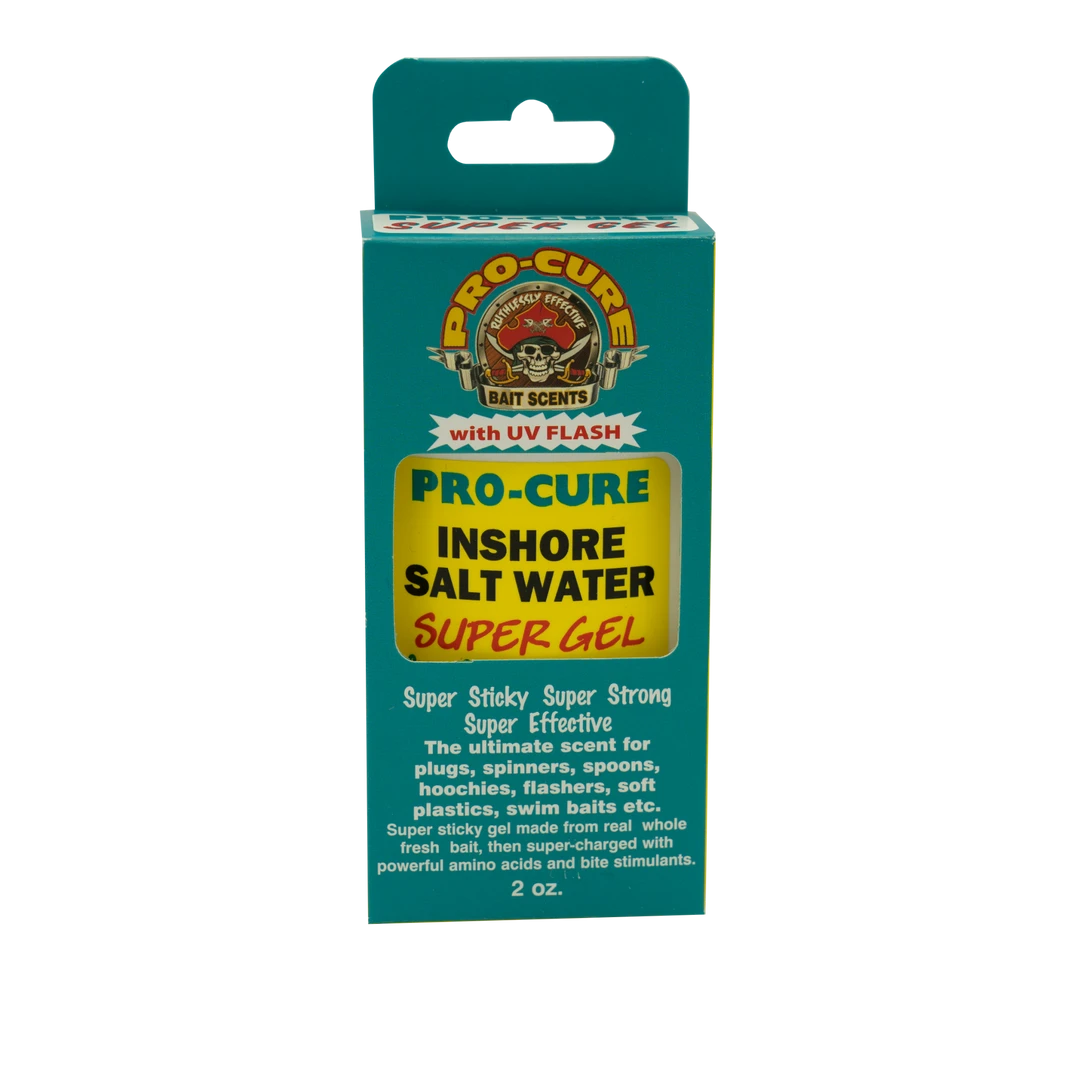 PRO-CURE
SUPER GEL
PRO-CURE
RUTHLESSLY EFFECTIVE
BAIT SCENTS
with UV FLASH
PRO-CURE
INSHORE
SALT WATER
SUPER GEL
Super Sticky Super Strong
Super Effective
The ultimate scent for
plugs, spinners, spoons,
hoochies, flashers, soft
plastics, swim baits etc.
Super sticky gel made from real whole
fresh bait, then super-charged with
powerful amino acids and bite stimulants.
2 oz.